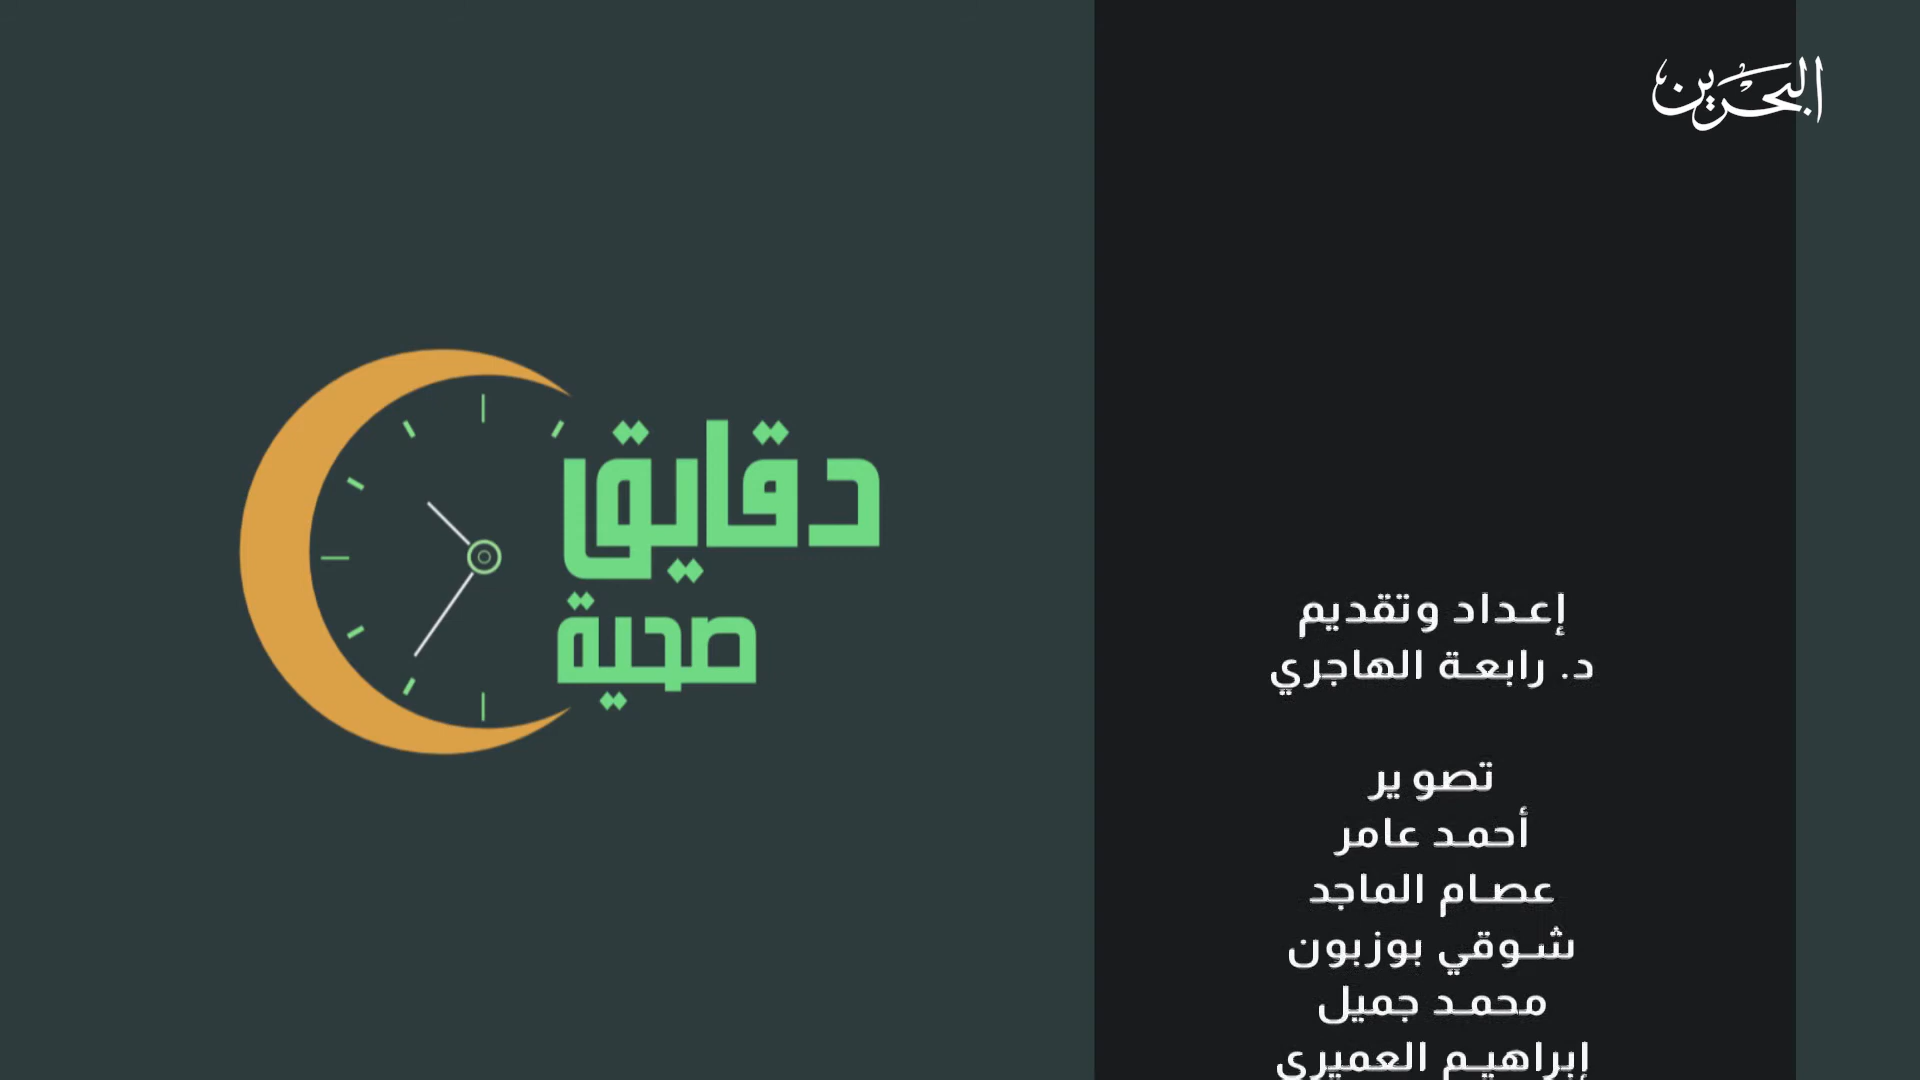 البحرين
دقايق
صحية
إعداد وتقديم
د. رابعة الهاجري
تصوير
أحمد عامر
عصام الماجد
شوقي بوزبون
محمد جميل
إبراهيم العميري